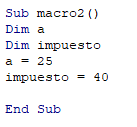 Sub macro2()
Dim a
Dim impuesto
a = 25
impuesto = 40
End Sub